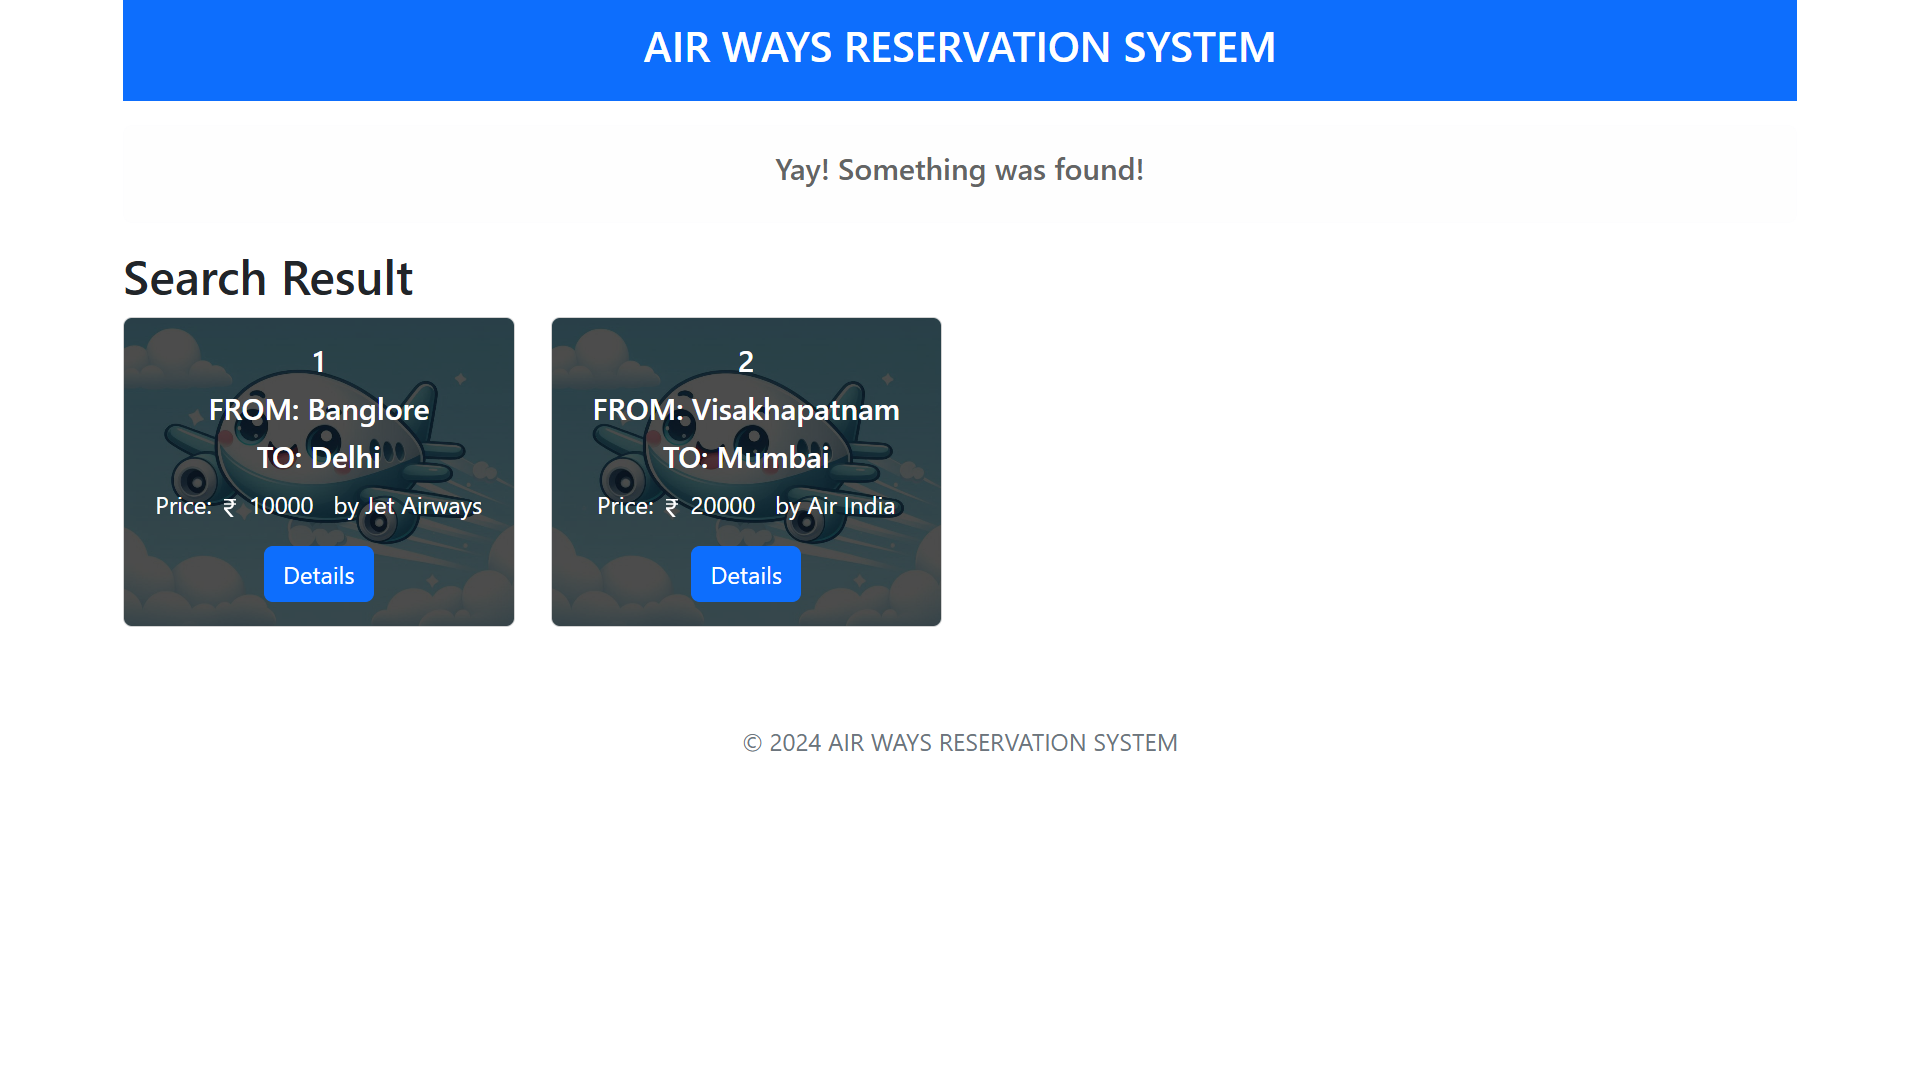 AIR WAYS RESERVATION SYSTEM
Yay! Something was found!
Search Result
1
FROM: Banglore
TO: Delhi
Price: ₹ 10000 by Jet Airways
Details
2
FROM: Visakhapatnam
TO: Mumbai
Price: ₹ 20000 by Air India
Details
© 2024 AIR WAYS RESERVATION SYSTEM